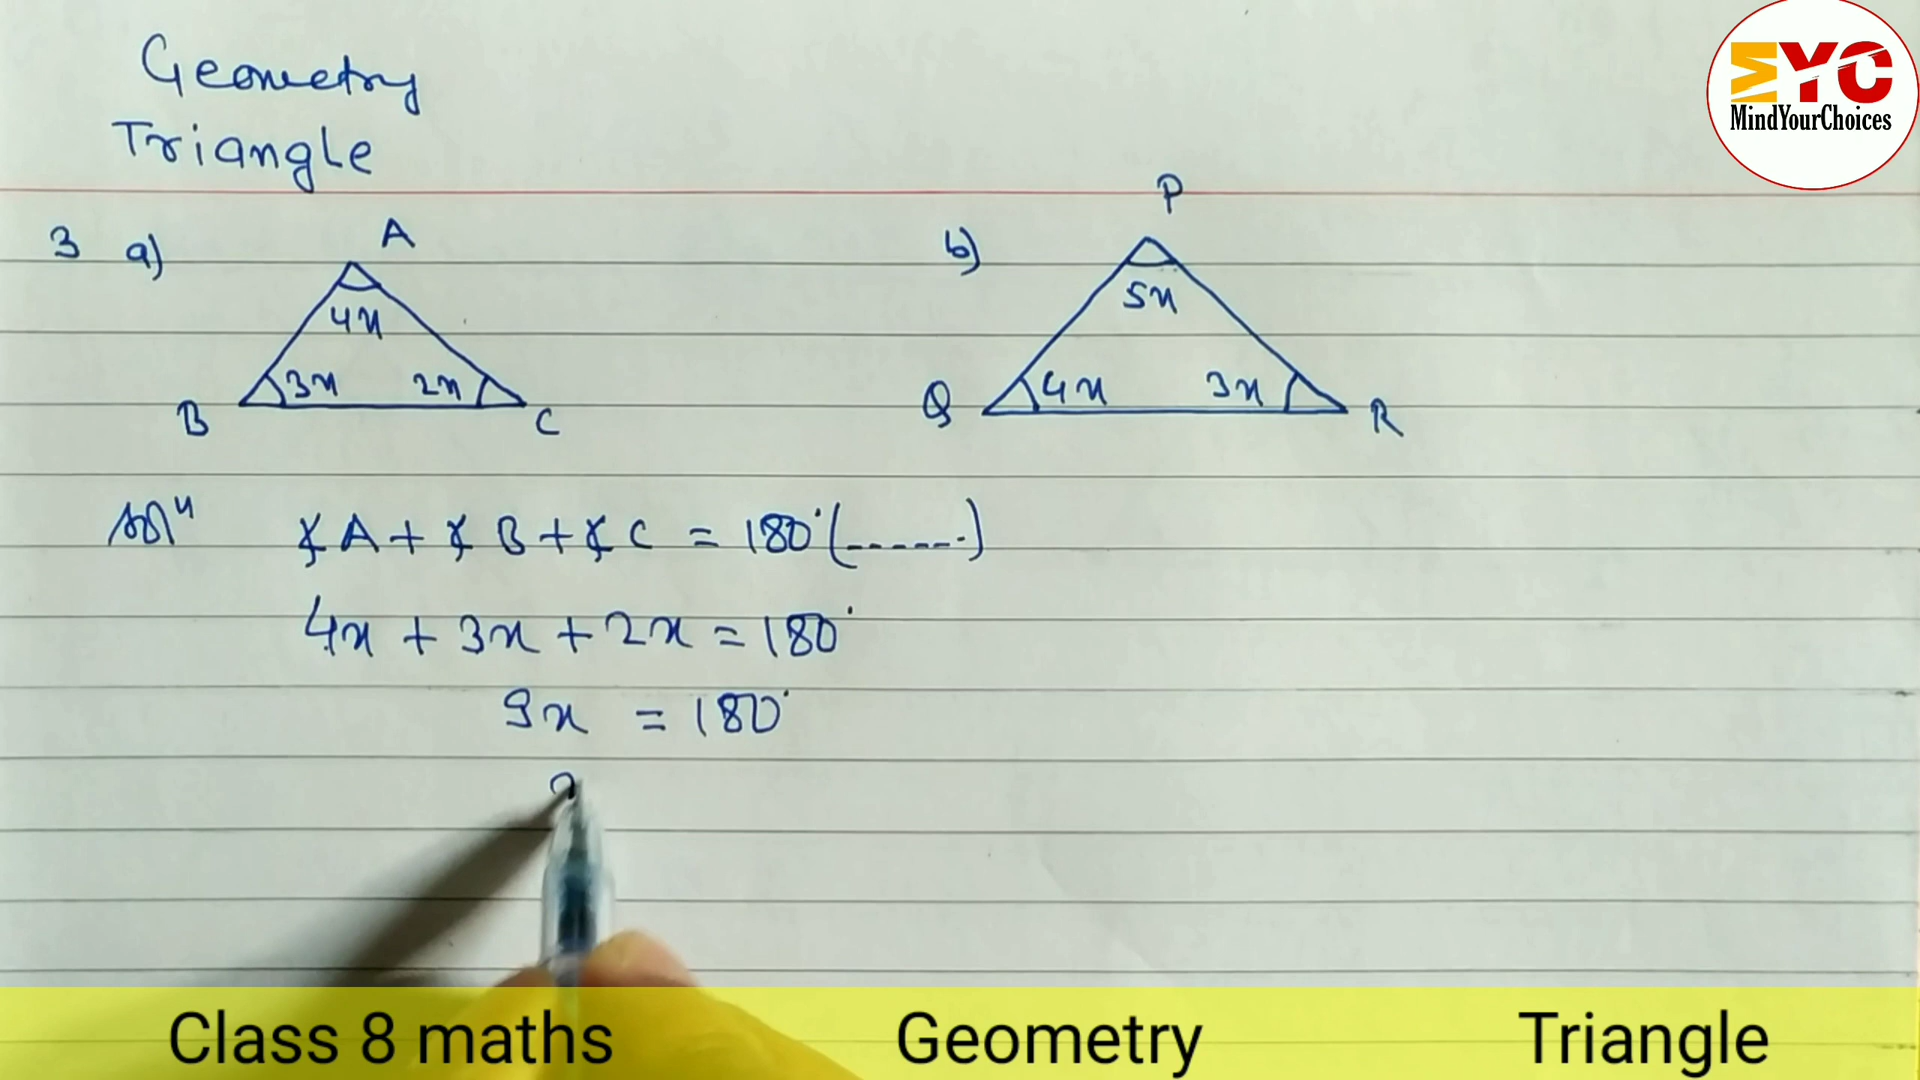 Geometry
Triangle
MYC
MindYourChoices
3 a)
A
4x
3x
2x
B
C
b)
P
5x
4x
3x
Q
R
Solⁿ ∠A + ∠B + ∠C = 180° (------)
4x + 3x + 2x = 180°
9x = 180°
Class 8 maths
Geometry
Triangle